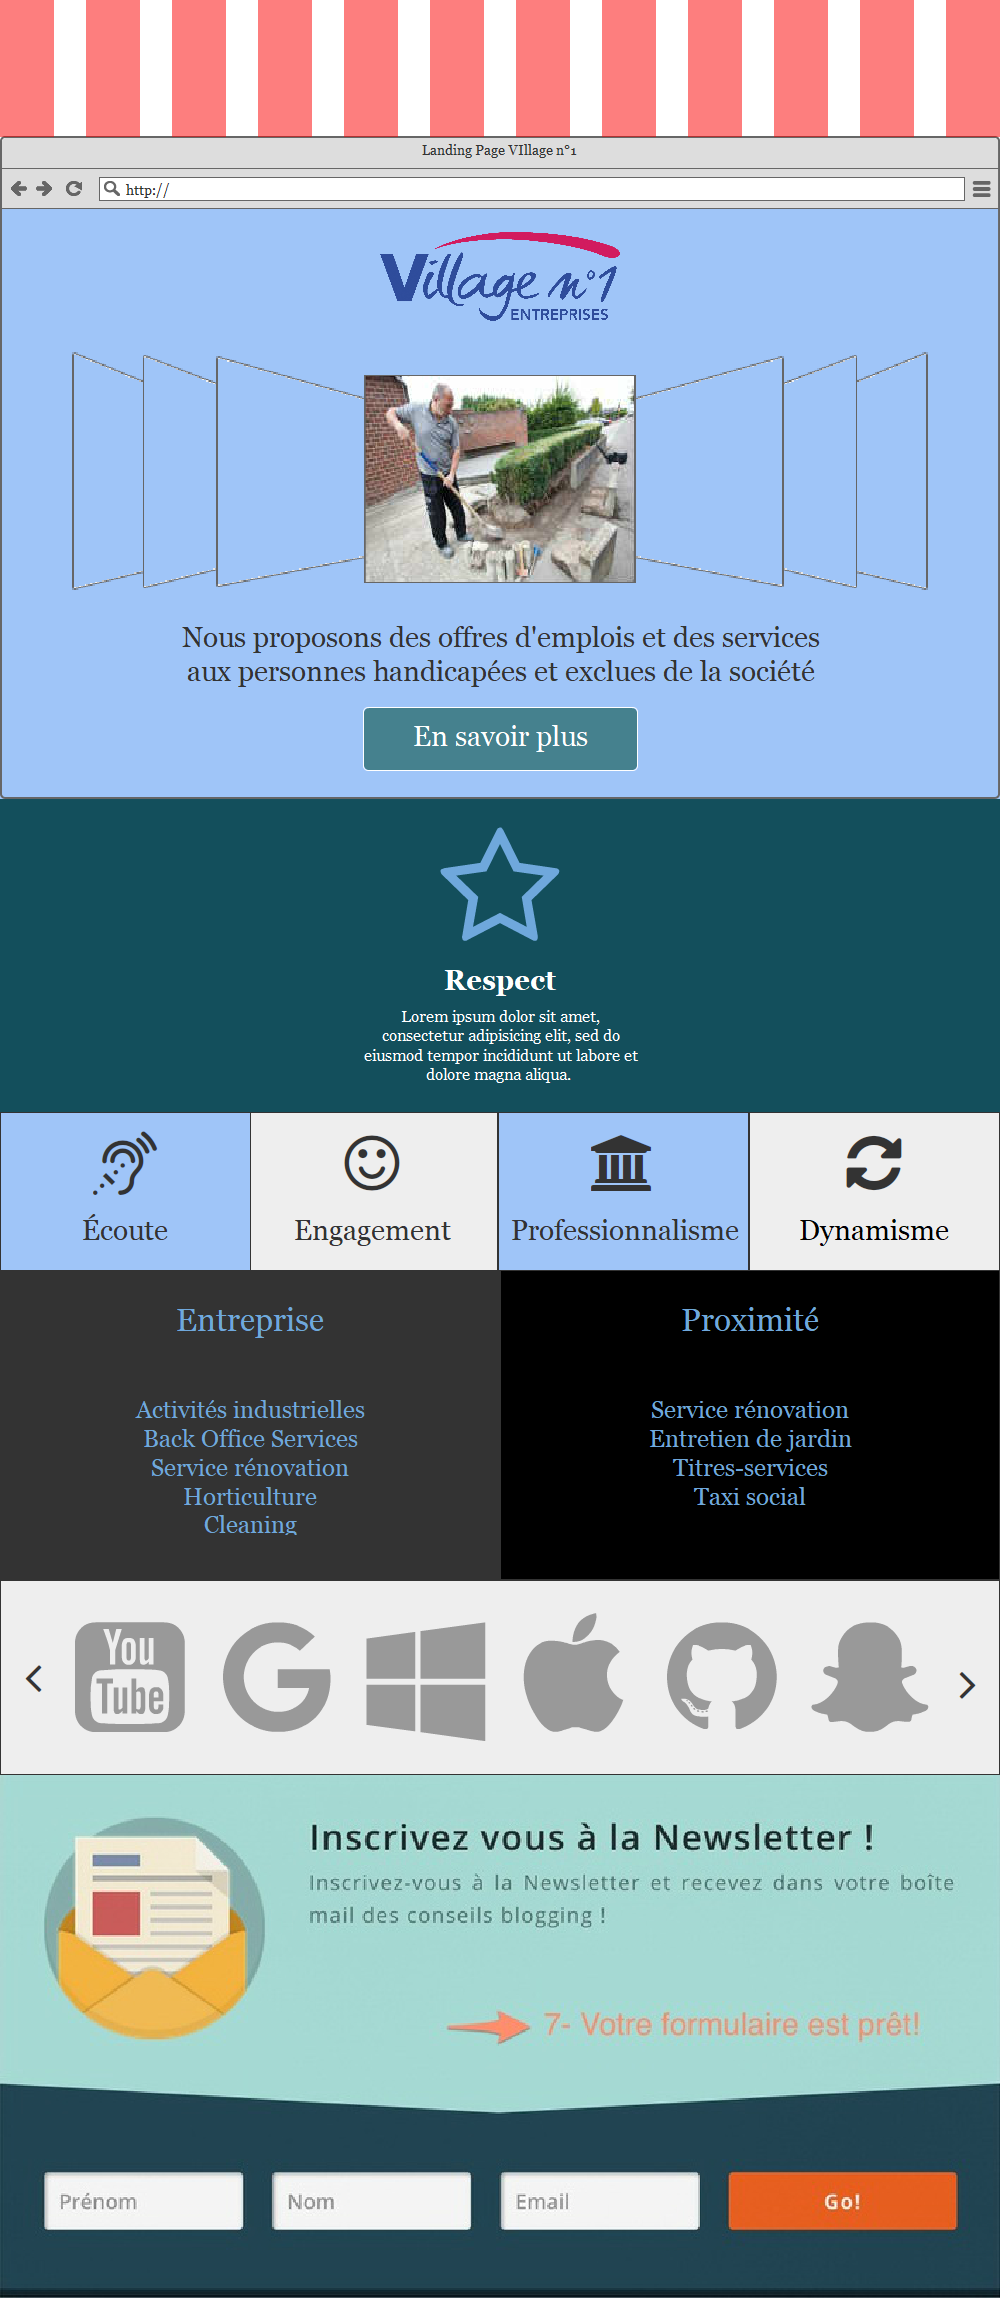 Landing Page VIllage n°1
http://
Village n°1
ENTREPRISES
Nous proposons des offres d'emplois et des services
aux personnes handicapées et exclues de la société
En savoir plus
Respect
Lorem ipsum dolor sit amet,
consectetur adipisicing elit, sed do
eiusmod tempor incididunt ut labore et
dolore magna aliqua.
Écoute
Engagement
Professionnalisme
Dynamisme
Entreprise
Activités industrielles
Back Office Services
Service rénovation
Horticulture
Cleaning
Proximité
Service rénovation
Entretien de jardin
Titres-services
Taxi social
You
Tube
G
Inscrivez vous à la Newsletter !
Inscrivez-vous à la Newsletter et recevez dans votre boîte
mail des conseils blogging !
7- Votre formulaire est prêt!
Prénom
Nom
Email
Go!